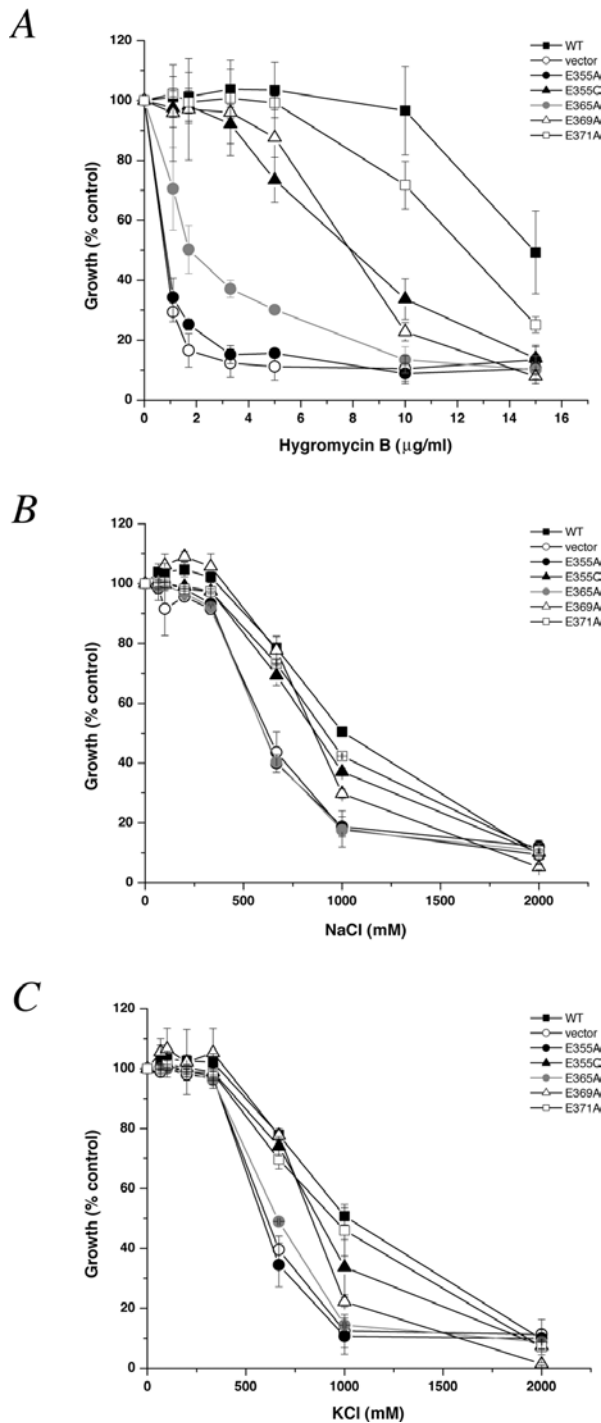 A
Growth (% control)
120
100
80
60
40
20
0
0 2 4 6 8 10 12 14 16
Hygromycin B (μg/ml)
WT
vector
E355A
E355Q
E365A
E369A
E371A
B
Growth (% control)
120
100
80
60
40
20
0
0 500 1000 1500 2000
NaCl (mM)
WT
vector
E355A
E355Q
E365A
E369A
E371A
C
Growth (% control)
120
100
80
60
40
20
0
0 500 1000 1500 2000
KCl (mM)
WT
vector
E355A
E355Q
E365A
E369A
E371A